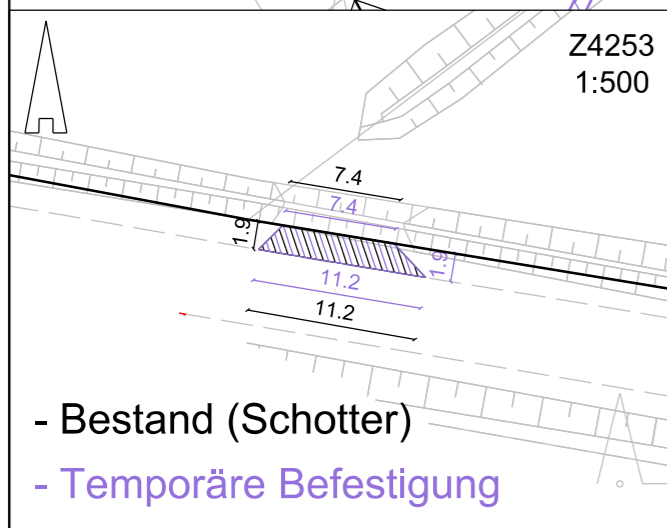 Z4253
1:500
7.4
7.4
1.9
1.9
11.2
11.2
- Bestand (Schotter)
- Temporäre Befestigung